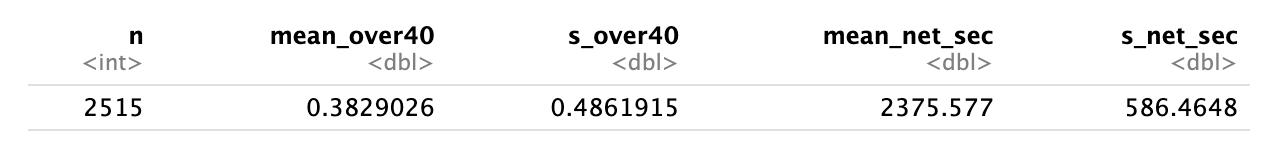 n mean_over40 s_over40 mean_net_sec s_net_sec
<int> <dbl> <dbl> <dbl> <dbl>
2515 0.3829026 0.4861915 2375.577 586.4648